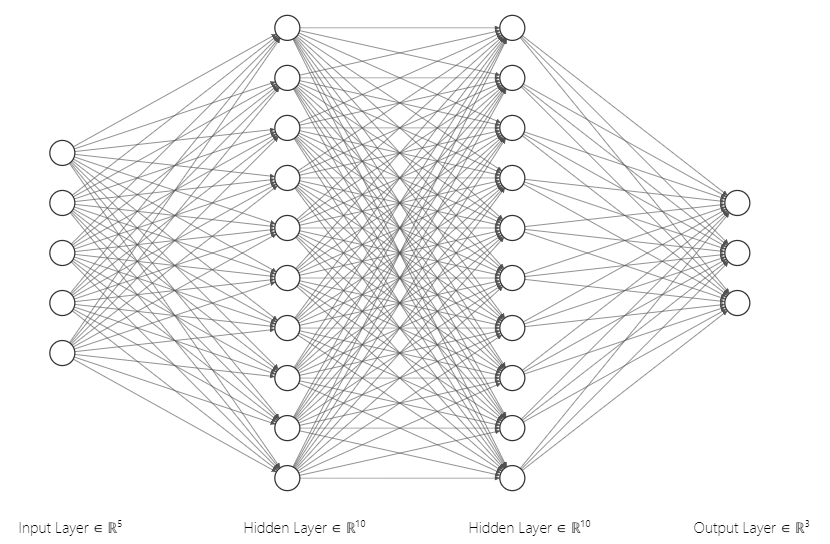 Input Layer ∈ ℝ⁵
Hidden Layer ∈ ℝ¹⁰
Hidden Layer ∈ ℝ¹⁰
Output Layer ∈ ℝ³